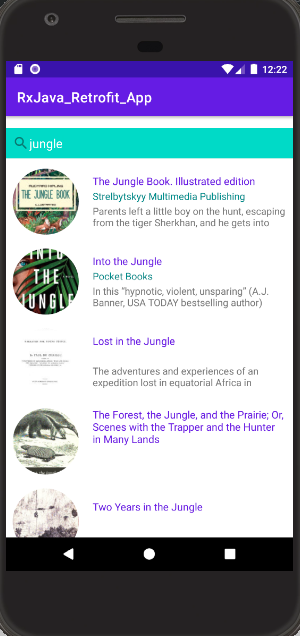 12:22
RxJava_Retrofit_App
jungle
THE JUNGLE BOOK
The Jungle Book. Illustrated edition
Strelbytskyy Multimedia Publishing
Parents left a little boy on the hunt, escaping
from the tiger Sherkhan, and he gets into
INTO
THE
JUNGLE
Into the Jungle
Pocket Books
In this “hypnotic, violent, unsparing” (A.J.
Banner, USA TODAY bestselling author)
Lost in the Jungle
The adventures and experiences of an
expedition lost in equatorial Africa in
The Forest, the Jungle, and the Prairie; Or,
Scenes with the Trapper and the Hunter
in Many Lands
Two Years in the Jungle